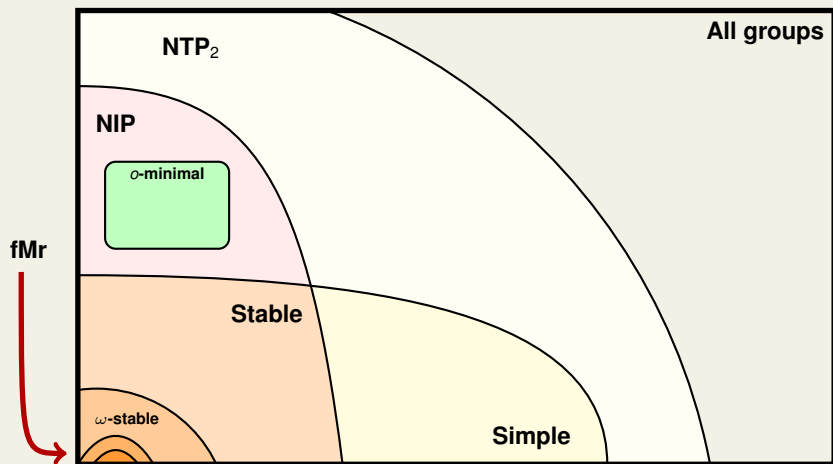 All groups
NTP₂
NIP
o-minimal
fMr
Stable
ω-stable
Simple